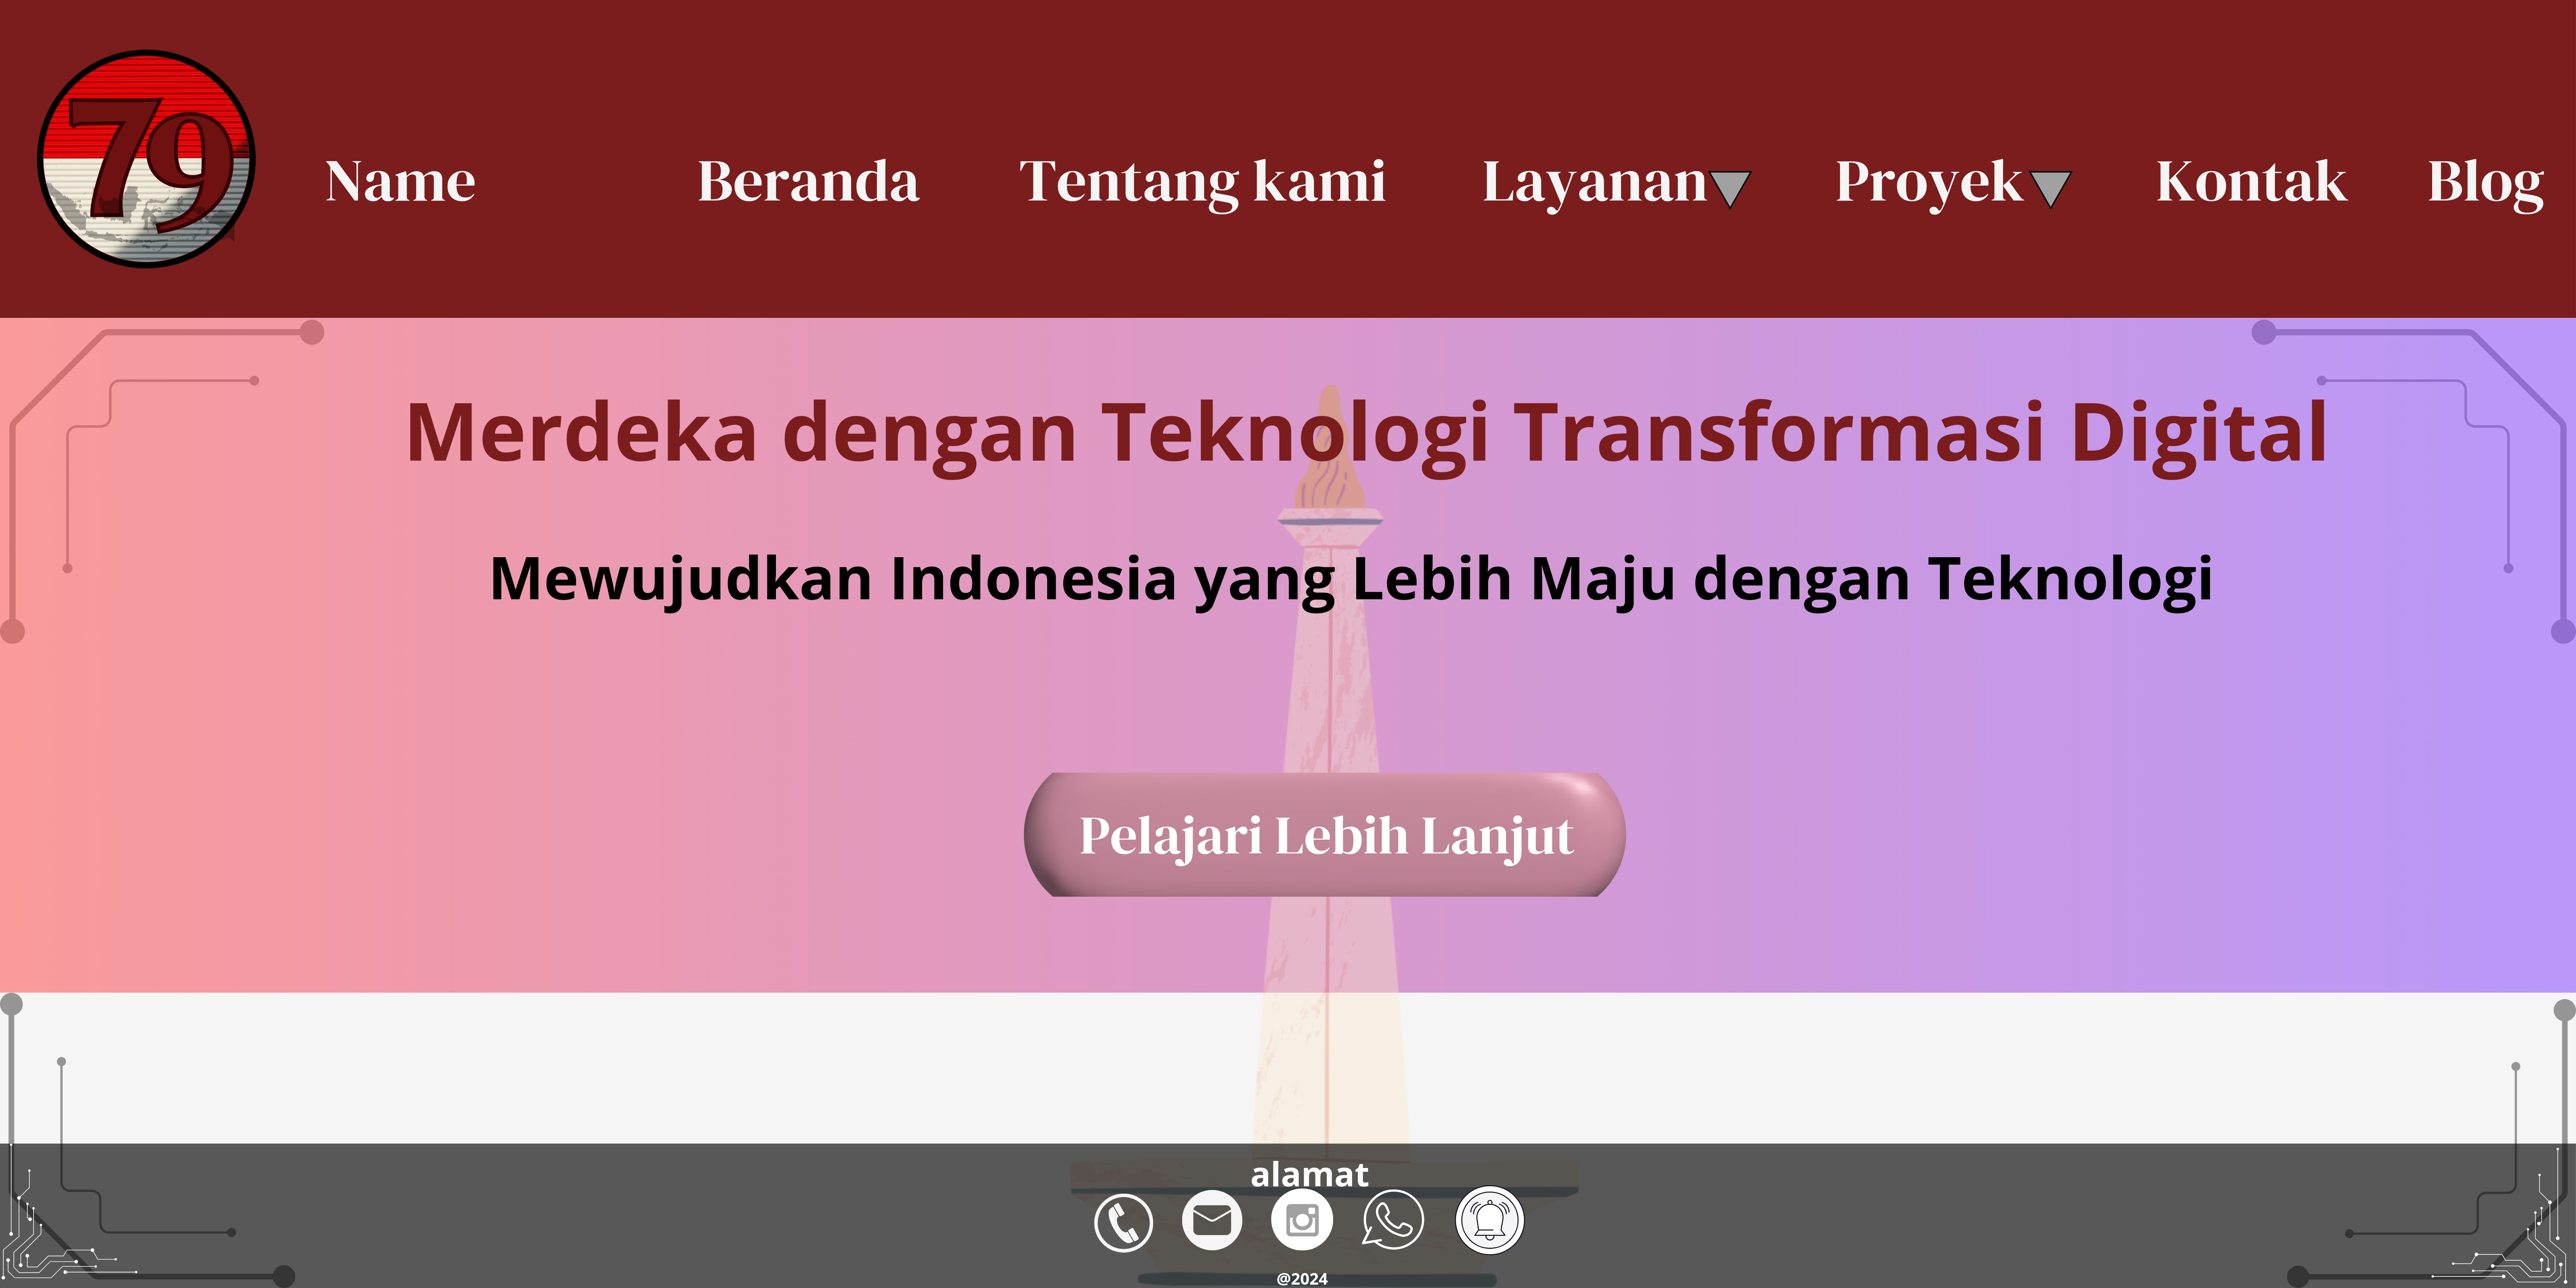 79
Name Beranda Tentang kami Layanan Proyek Kontak Blog
Merdeka dengan Teknologi Transformasi Digital
Mewujudkan Indonesia yang Lebih Maju dengan Teknologi
Pelajari Lebih Lanjut
alamat
@2024